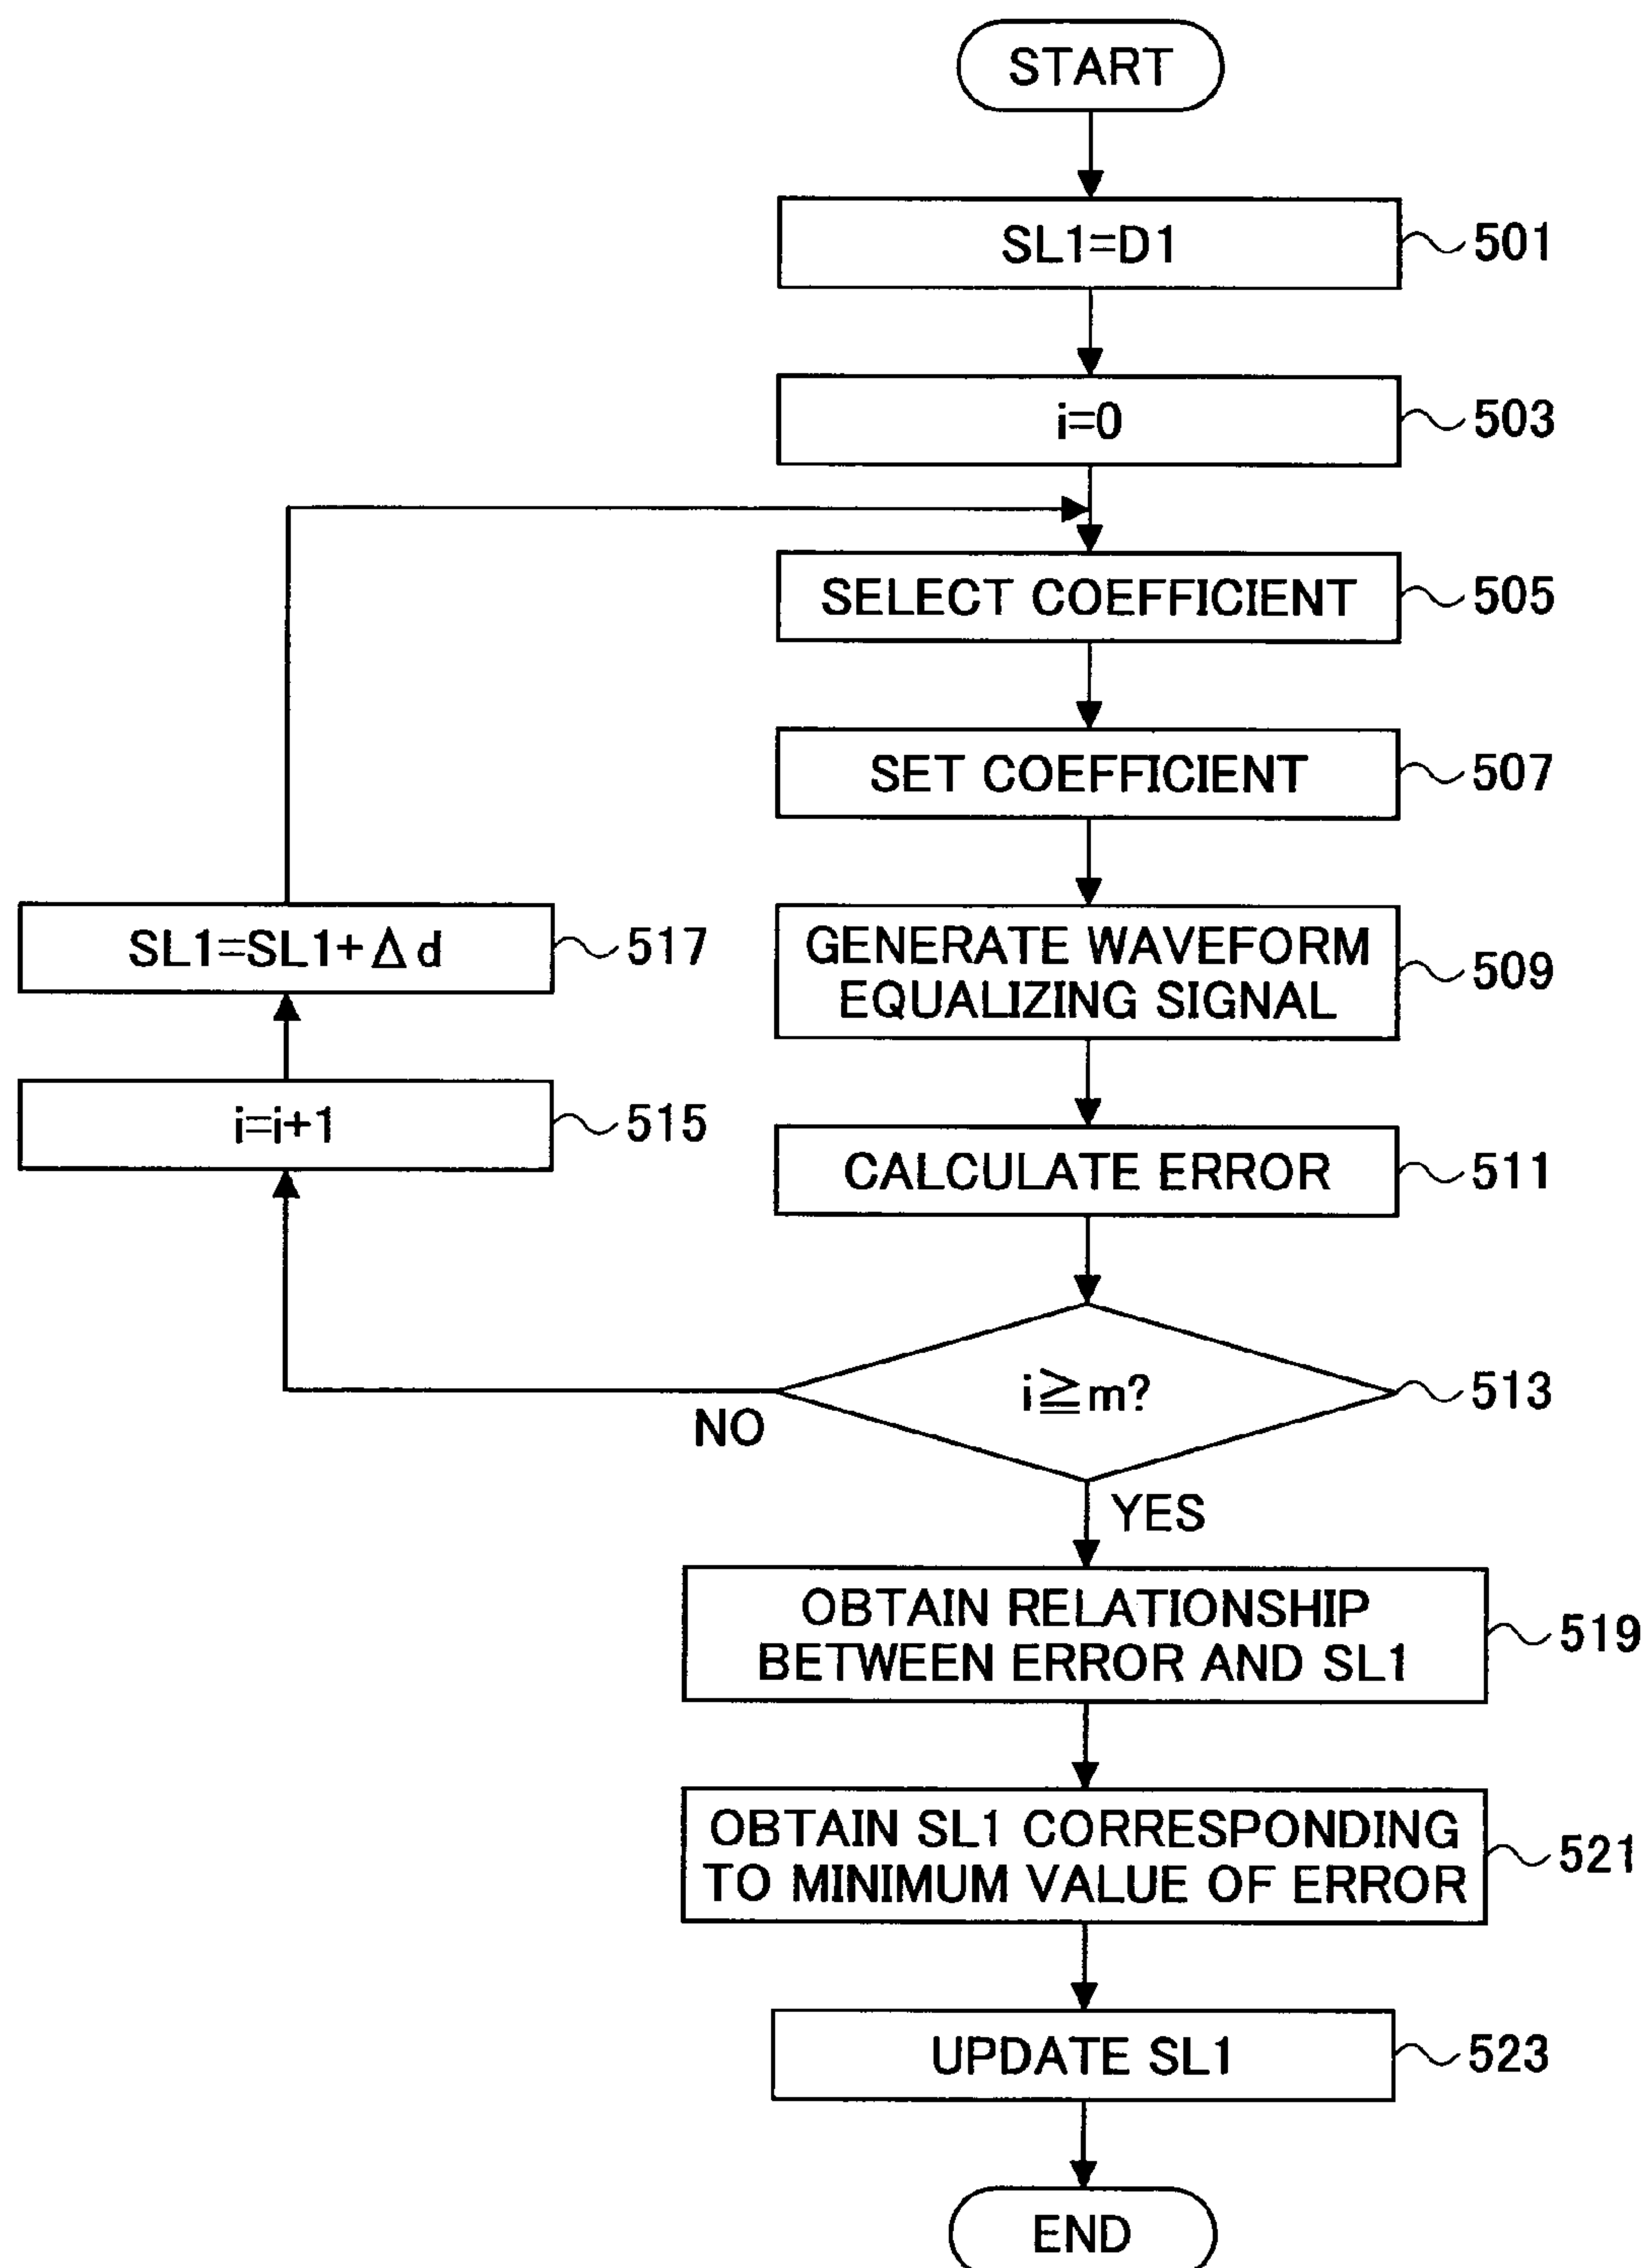 START
SL1=D1
501
i=0
503
SELECT COEFFICIENT
505
SET COEFFICIENT
507
GENERATE WAVEFORM
EQUALIZING SIGNAL
509
SL1=SL1+Δd
517
i=i+1
515
CALCULATE ERROR
511
i≧m?
513
NO
YES
OBTAIN RELATIONSHIP
BETWEEN ERROR AND SL1
519
OBTAIN SL1 CORRESPONDING
TO MINIMUM VALUE OF ERROR
521
UPDATE SL1
523
END